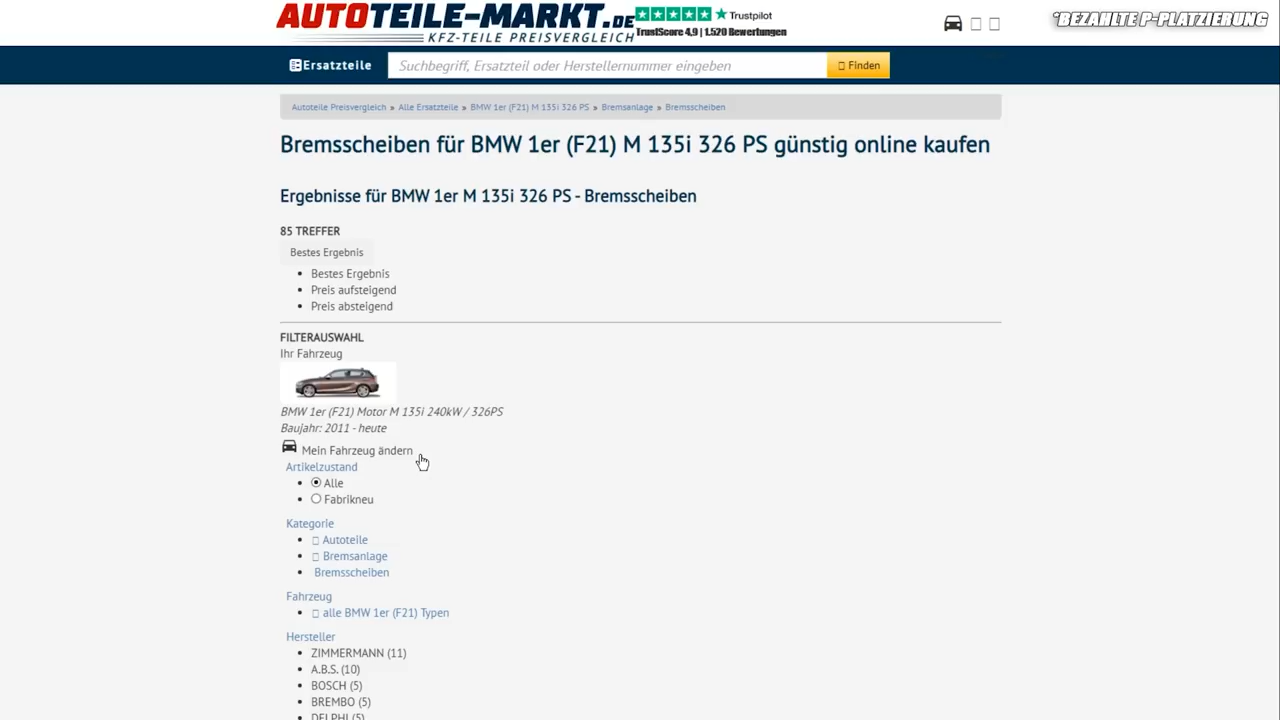 AUTOTEILE-MARKT.DE
KFZ-TEILE PREISVERGLEICH
Trustpilot
TrustScore 4,9 | 1.520 Bewertungen
*BEZAHLTE P-PLATZIERUNG
Ersatzteile
Suchbegriff, Ersatzteil oder Herstellernummer eingeben
Finden
Autoteile Preisvergleich » Alle Ersatzteile » BMW 1er (F21) M 135i 326 PS » Bremsanlage » Bremsscheiben
Bremsscheiben für BMW 1er (F21) M 135i 326 PS günstig online kaufen
Ergebnisse für BMW 1er M 135i 326 PS - Bremsscheiben
85 TREFFER
Bestes Ergebnis
Bestes Ergebnis
Preis aufsteigend
Preis absteigend
FILTERAUSWAHL
Ihr Fahrzeug
BMW 1er (F21) Motor M 135i 240kW / 326PS
Baujahr: 2011 - heute
Mein Fahrzeug ändern
Artikelzustand
Alle
Fabrikneu
Kategorie
Autoteile
Bremsanlage
Bremsscheiben
Fahrzeug
alle BMW 1er (F21) Typen
Hersteller
ZIMMERMANN (11)
A.B.S. (10)
BOSCH (5)
BREMBO (5)
DELPHI (5)